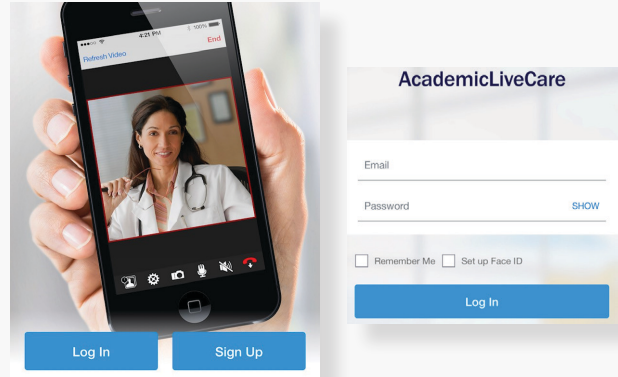 4:21 PM
100%
Refresh Video
End
Log In
Sign Up
AcademicLiveCare
Email
Password
SHOW
Remember Me
Set up Face ID
Log In